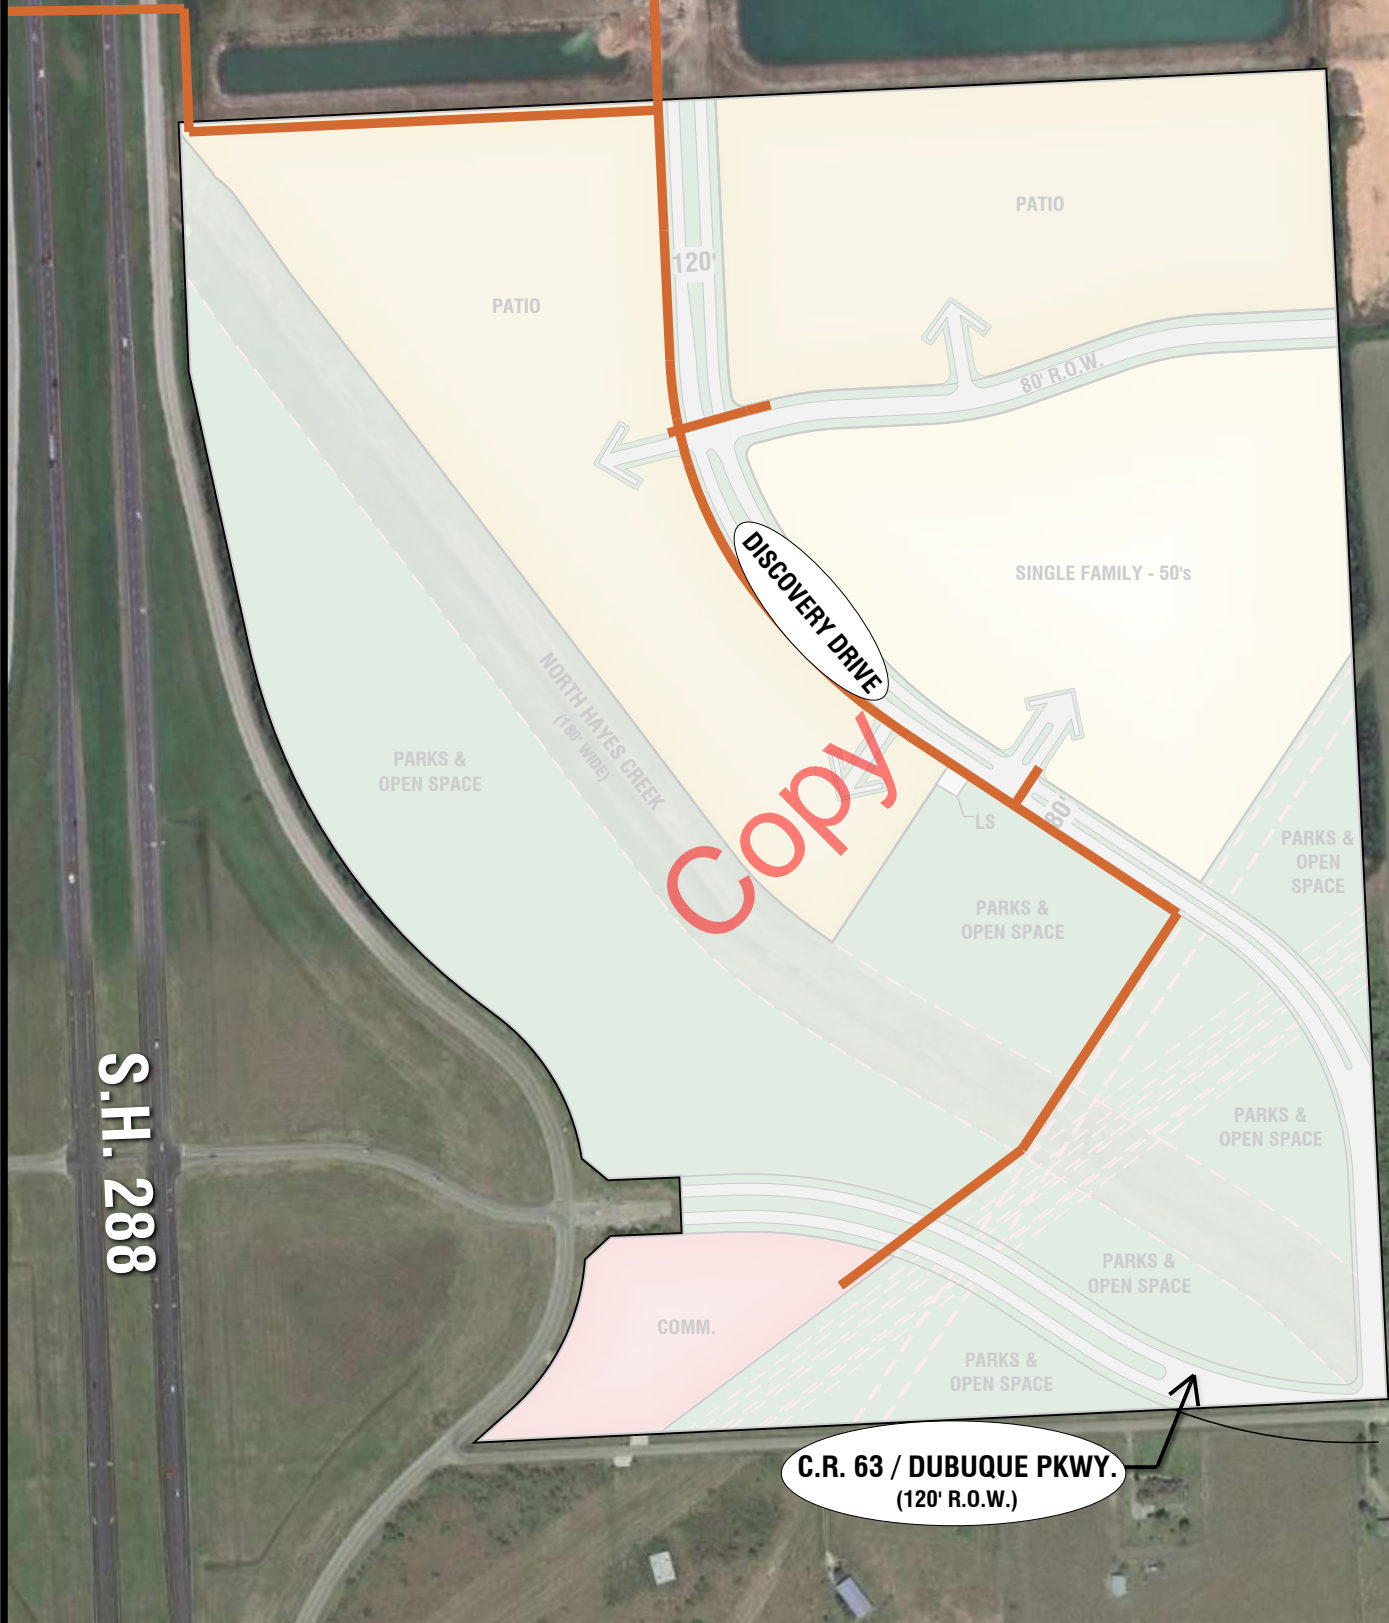 PATIO
120'
PATIO
80' R.O.W.
DISCOVERY DRIVE
SINGLE FAMILY - 50's
NORTH HAYES CREEK
(180' WIDE)
PARKS &
OPEN SPACE
Copy
LS
80'
PARKS &
OPEN
SPACE
PARKS &
OPEN SPACE
S.H. 288
PARKS &
OPEN SPACE
PARKS &
OPEN SPACE
COMM.
PARKS &
OPEN SPACE
C.R. 63 / DUBUQUE PKWY.
(120' R.O.W.)